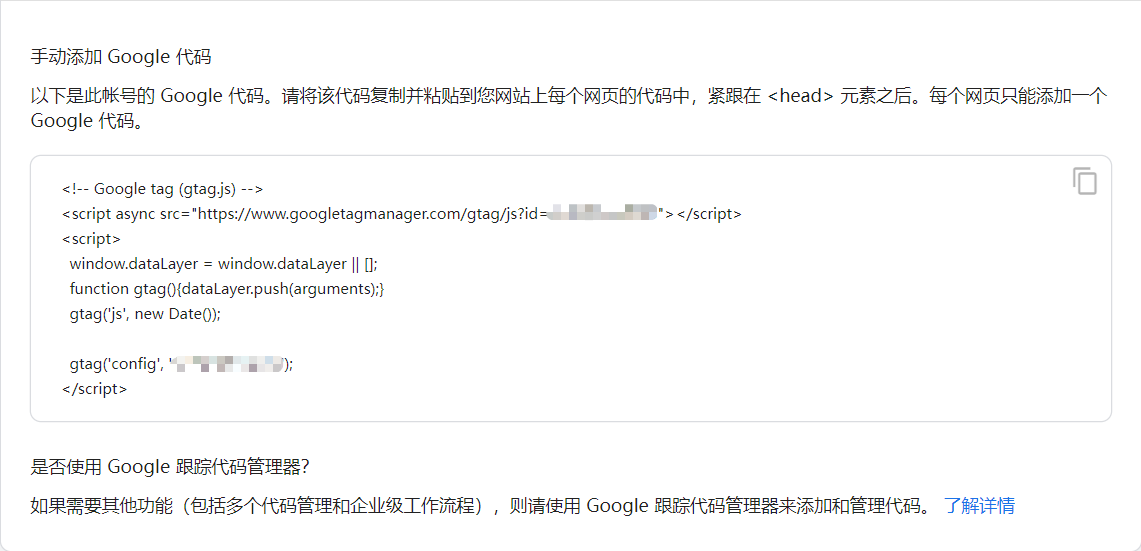 手动添加 Google 代码
以下是此帐号的 Google 代码。请将该代码复制并粘贴到您网站上每个网页的代码中，紧跟在 <head> 元素之后。每个网页只能添加一个
Google 代码。
<!-- Google tag (gtag.js) -->
<script async src="https://www.googletagmanager.com/gtag/js?id="></script>
<script>
window.dataLayer = window.dataLayer || [];
function gtag(){dataLayer.push(arguments);}
gtag('js', new Date());
gtag('config', '');
</script>
是否使用 Google 跟踪代码管理器？
如果需要其他功能（包括多个代码管理和企业级工作流程），则请使用 Google 跟踪代码管理器来添加和管理代码。 了解详情